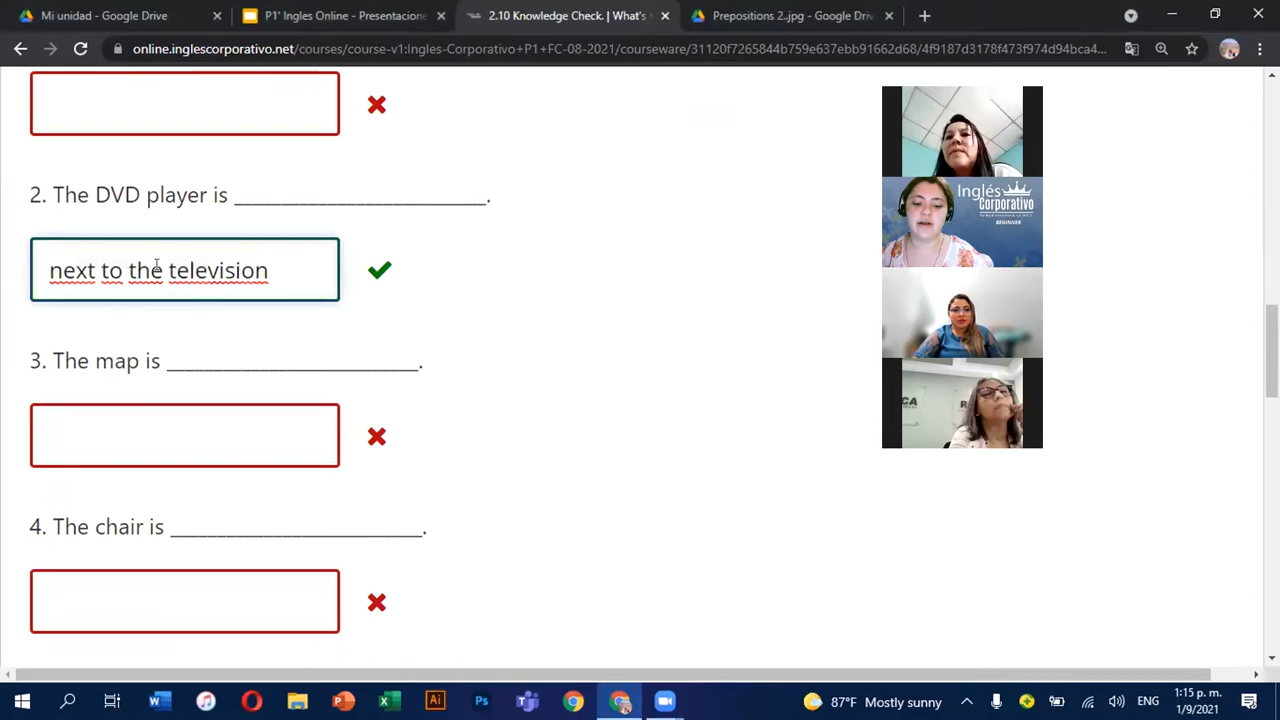 Mi unidad - Google Drive
P1' Ingles Online - Presentacione
2.10 Knowledge Check. | What's
Prepositions 2.jpg - Google Drive
online.inglescorporativo.net/courses/course-v1:Ingles-Corporativo+P1+FC-08-2021/courseware/31120f7265844b759e637ebb91662d68/4f9187d3178f473f974d94bca4...
2. The DVD player is ________________________.
next to the television
3. The map is ________________________.
4. The chair is ________________________.
Inglés
Corporativo
BEGINNER
87°F Mostly sunny
ENG
1:15 p. m.
1/9/2021